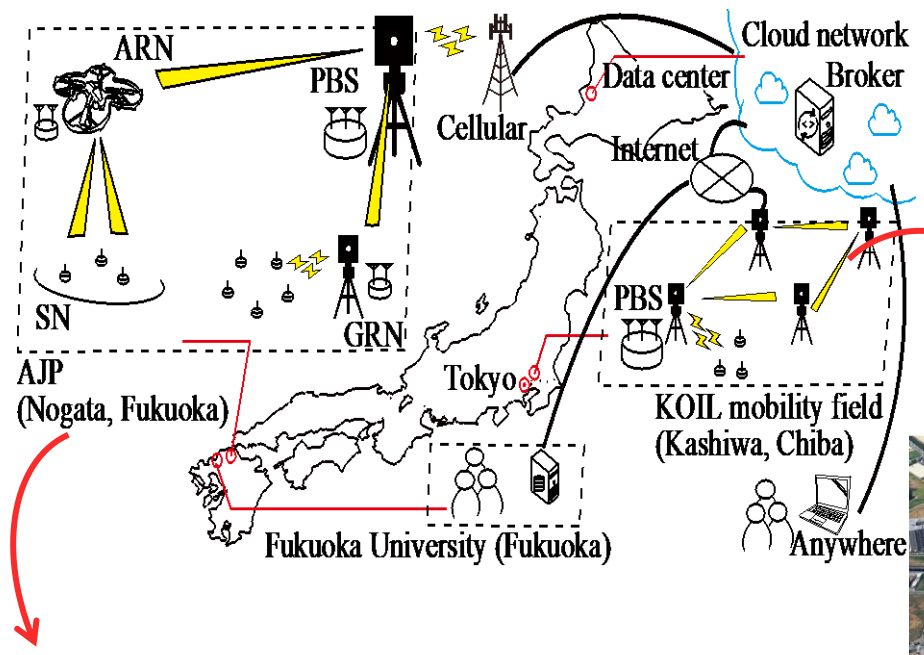 ARN
PBS
SN
GRN
AJP
(Nogata, Fukuoka)
Cellular
Data center
Cloud network
Broker
Internet
PBS
Tokyo
KOIL mobility field
(Kashiwa, Chiba)
Fukuoka University (Fukuoka)
Anywhere